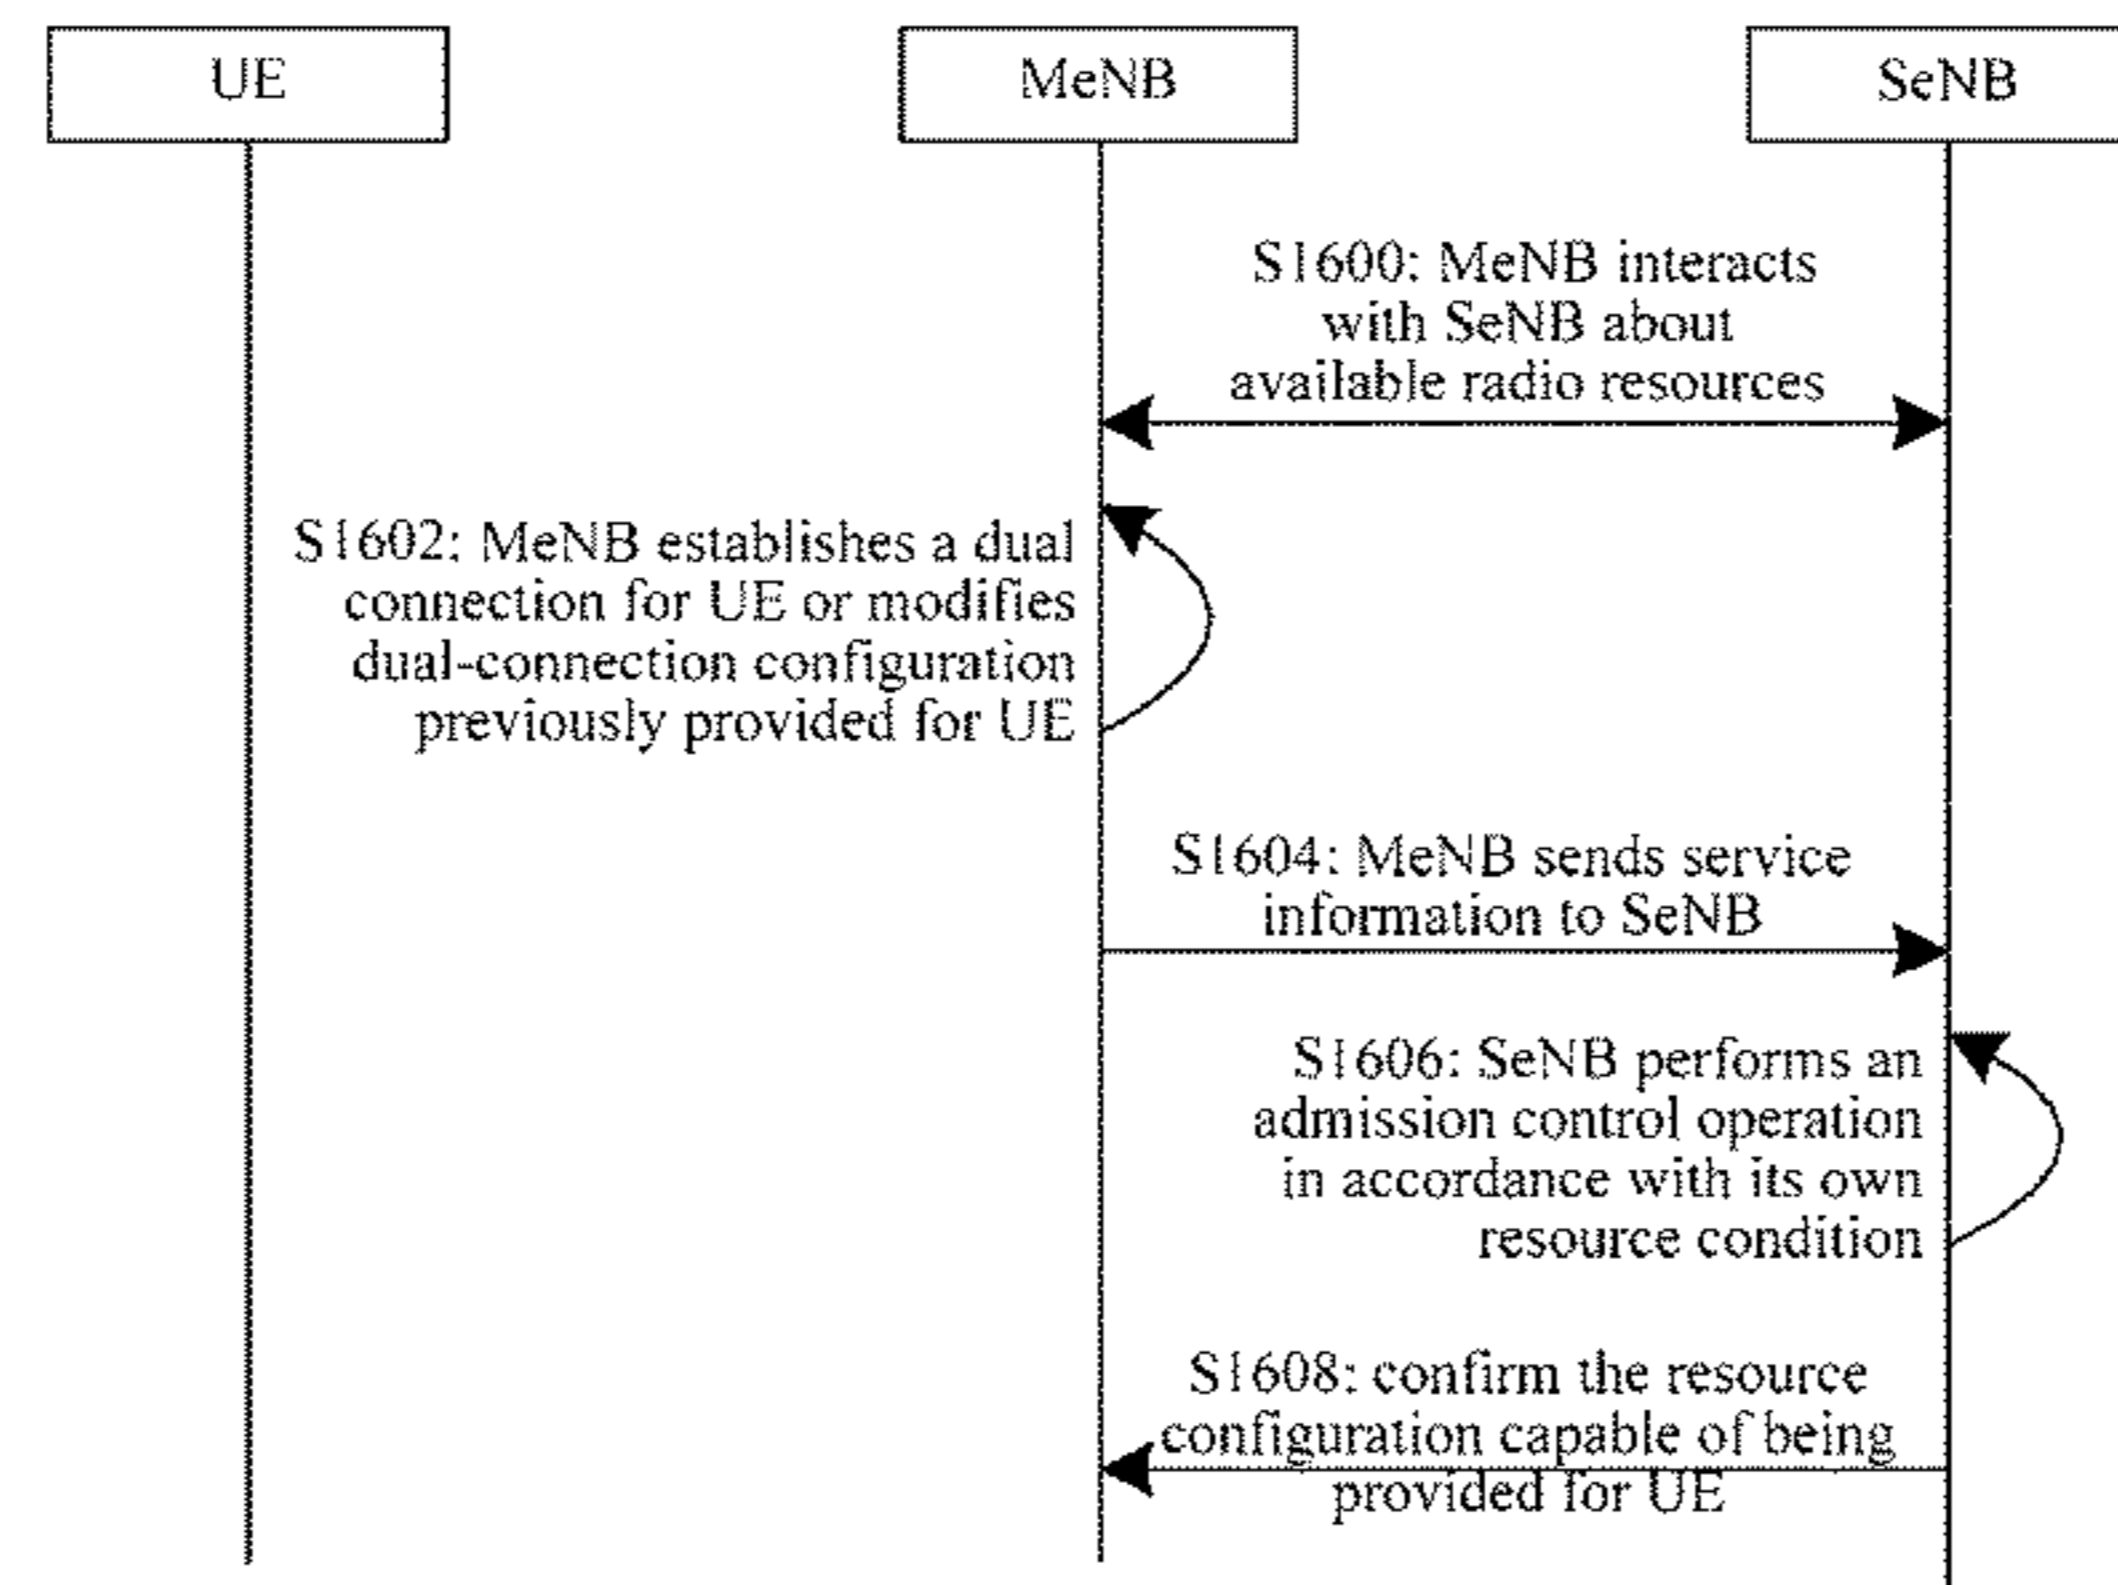 UE
MeNB
SeNB
S1600: MeNB interacts
with SeNB about
available radio resources
S1602: MeNB establishes a dual
connection for UE or modifies
dual-connection configuration
previously provided for UE
S1604: MeNB sends service
information to SeNB
S1606: SeNB performs an
admission control operation
in accordance with its own
resource condition
S1608: confirm the resource
configuration capable of being
provided for UE